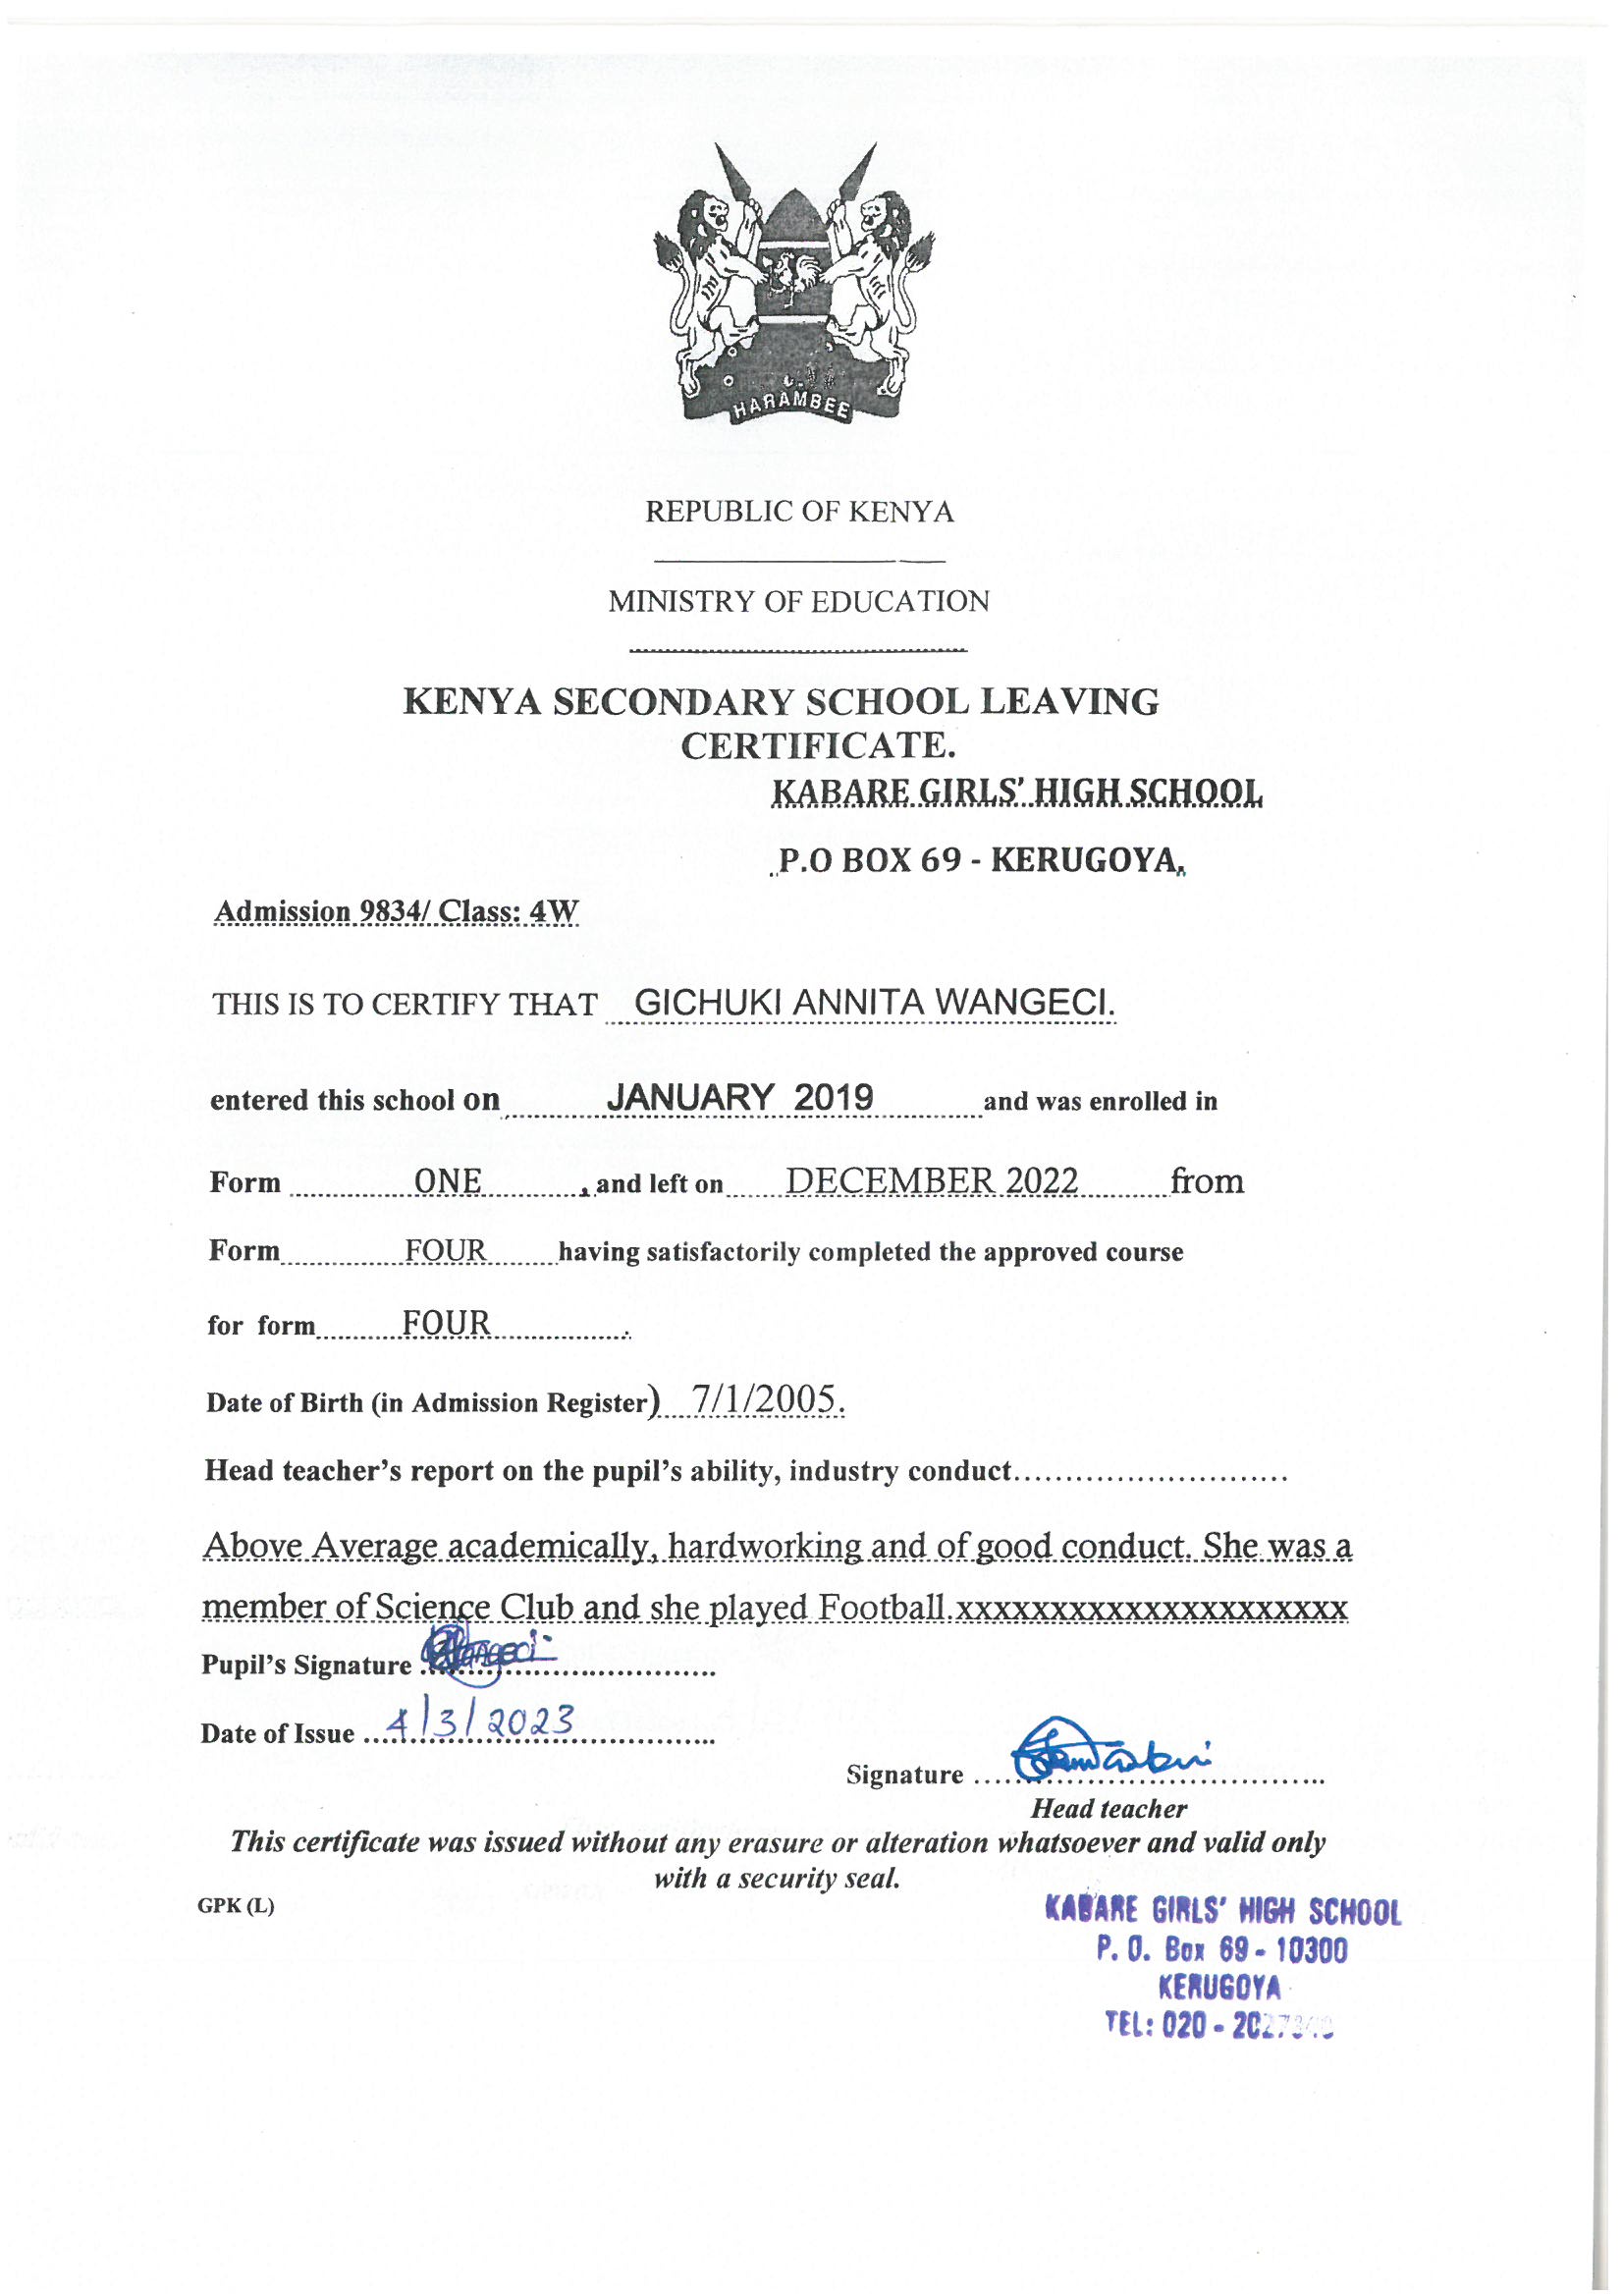 HARAMBEE
REPUBLIC OF KENYA
MINISTRY OF EDUCATION
KENYA SECONDARY SCHOOL LEAVING
CERTIFICATE.
KABARE GIRLS' HIGH SCHOOL
P.O BOX 69 - KERUGOYA,
Admission 9834/ Class: 4W
THIS IS TO CERTIFY THAT GICHUKI ANNITA WANGECI.
entered this school on JANUARY 2019 and was enrolled in
Form ONE, and left on DECEMBER 2022 from
Form FOUR having satisfactorily completed the approved course
for form FOUR.
Date of Birth (in Admission Register) 7/1/2005.
Head teacher's report on the pupil's ability, industry conduct...........................
Above Average academically, hardworking and of good conduct. She was a
member of Science Club and she played Football.xxxxxxxxxxxxxxxxxxxxx
Pupil's Signature
Date of Issue 4/3/2023
Signature
Head teacher
This certificate was issued without any erasure or alteration whatsoever and valid only
with a security seal.
GPK (L)
KABARE GIRLS' HIGH SCHOOL
P. O. Box 69 - 10300
KERUGOYA
TEL: 020 -